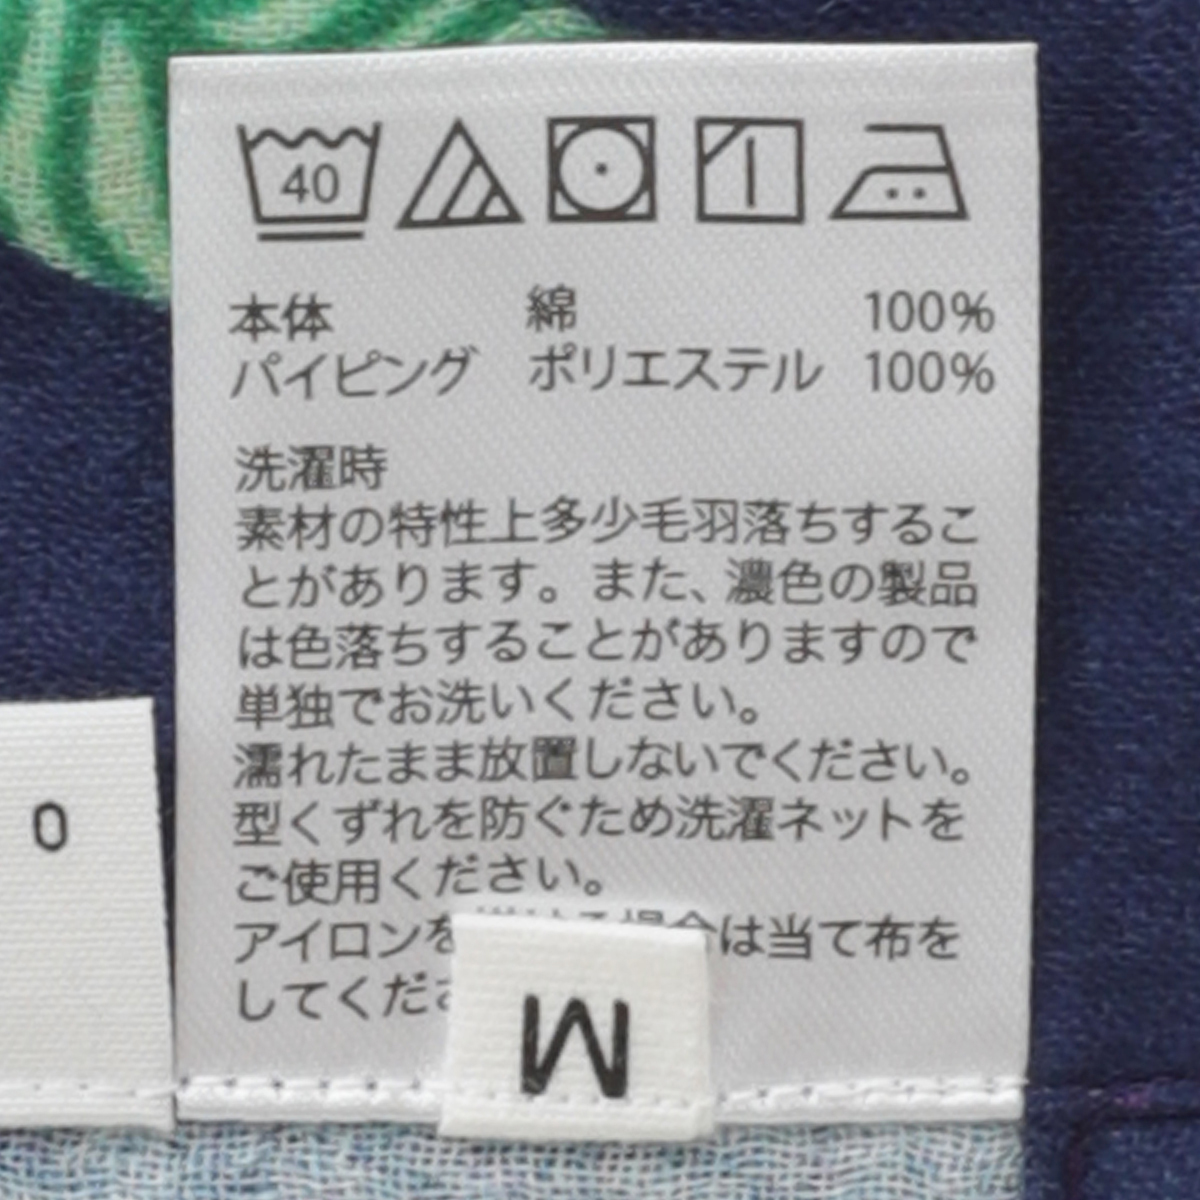 40
本体 綿 100%
パイピング ポリエステル 100%
洗濯時
素材の特性上多少毛羽落ちするこ
とがあります。また、濃色の製品
は色落ちすることがありますので
単独でお洗いください。
濡れたまま放置しないでください。
型くずれを防ぐため洗濯ネットを
ご使用ください。
アイロンを は当て布を
してくだ
M
0